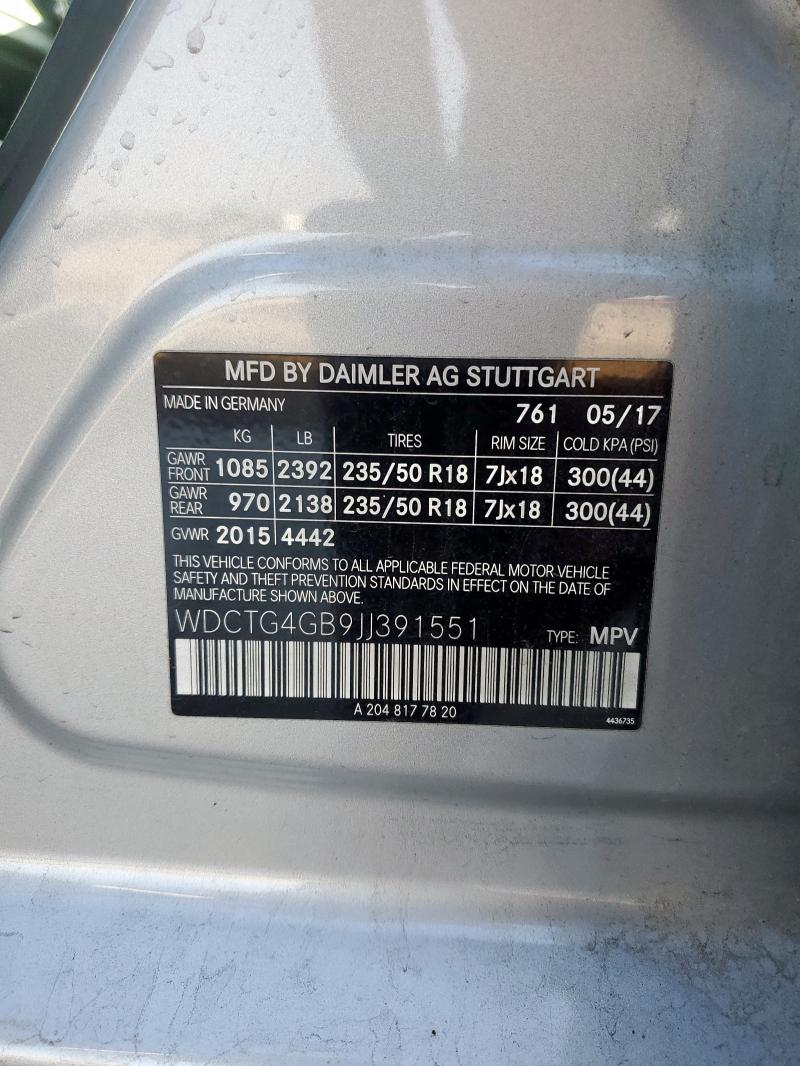 MFD BY DAIMLER AG STUTTGART
MADE IN GERMANY 761 05/17
KG LB TIRES RIM SIZE COLD KPA (PSI)
GAWR FRONT 1085 2392 235/50 R18 7Jx18 300(44)
GAWR REAR 970 2138 235/50 R18 7Jx18 300(44)
GVWR 2015 4442
THIS VEHICLE CONFORMS TO ALL APPLICABLE FEDERAL MOTOR VEHICLE
SAFETY AND THEFT PREVENTION STANDARDS IN EFFECT ON THE DATE OF
MANUFACTURE SHOWN ABOVE.
WDCTG4GB9JJ391551 TYPE: MPV
A 204 817 78 20 4436735